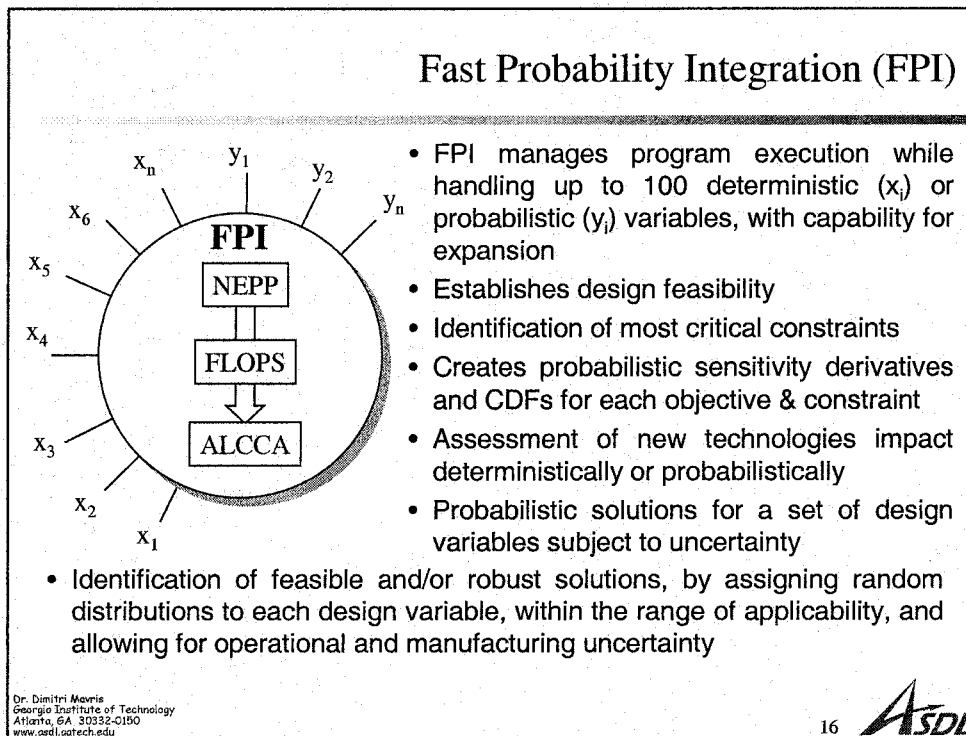 Fast Probability Integration (FPI)
x₁
x₂
x₃
x₄
x₅
x₆
xₙ
y₁
y₂
yₙ
FPI
NEPP
FLOPS
ALCCA
• FPI manages program execution while
handling up to 100 deterministic (xᵢ) or
probabilistic (yᵢ) variables, with capability for
expansion
• Establishes design feasibility
• Identification of most critical constraints
• Creates probabilistic sensitivity derivatives
and CDFs for each objective & constraint
• Assessment of new technologies impact
deterministically or probabilistically
• Probabilistic solutions for a set of design
variables subject to uncertainty
• Identification of feasible and/or robust solutions, by assigning random
distributions to each design variable, within the range of applicability, and
allowing for operational and manufacturing uncertainty
Dr. Dimitri Mavris
Georgia Institute of Technology
Atlanta, GA 30332-0150
www.asdl.gatech.edu
16
ASDL